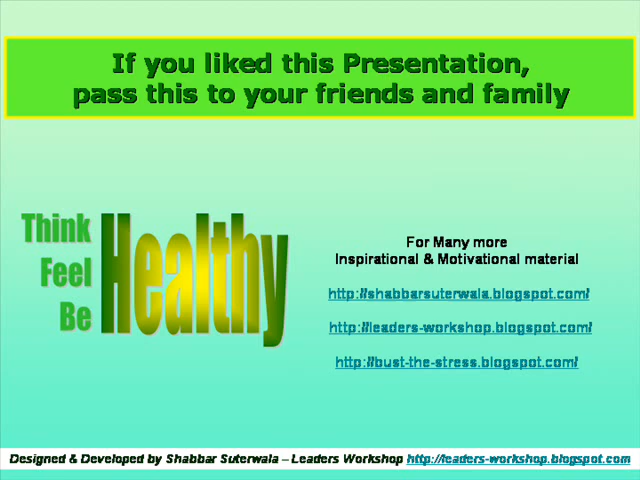 If you liked this Presentation,
pass this to your friends and family
Think
Feel
Be
Healthy
For Many more
Inspirational & Motivational material
http://shabbarsuterwala.blogspot.com/
http://leaders-workshop.blogspot.com/
http://bust-the-stress.blogspot.com/
Designed & Developed by Shabbar Suterwala – Leaders Workshop http://leaders-workshop.blogspot.com